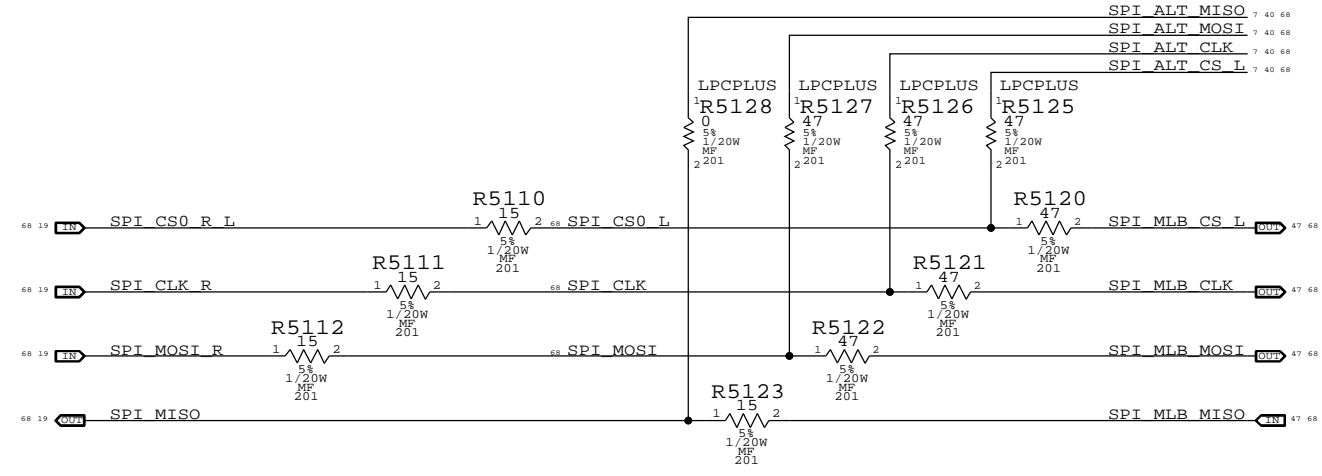 SPI_ALT_MISO 7 40 68
SPI_ALT_MOSI 7 40 68
SPI_ALT_CLK 7 40 68
SPI_ALT_CS_L 7 40 68
LPCPLUS LPCPLUS LPCPLUS LPCPLUS
1 R5128 1 R5127 1 R5126 1 R5125
0 47 47 47
5% 5% 5% 5%
1/20W 1/20W 1/20W 1/20W
MF MF MF MF
2 201 2 201 2 201 2 201
R5110 R5120
68 19 IN SPI_CS0_R_L 1 15 2 68 SPI_CS0_L 1 47 2 SPI_MLB_CS_L OUT 47 68
5% 5%
1/20W 1/20W
MF MF
201 201
R5111 R5121
68 19 IN SPI_CLK_R 1 15 2 68 SPI_CLK 1 47 2 SPI_MLB_CLK OUT 47 68
5% 5%
1/20W 1/20W
MF MF
201 201
R5112 R5122
68 19 IN SPI_MOSI_R 1 15 2 68 SPI_MOSI 1 47 2 SPI_MLB_MOSI OUT 47 68
5% 5%
1/20W 1/20W
MF MF
201 201
R5123
68 19 OUT SPI_MISO 1 15 2 SPI_MLB_MISO IN 47 68
5%
1/20W
MF
201